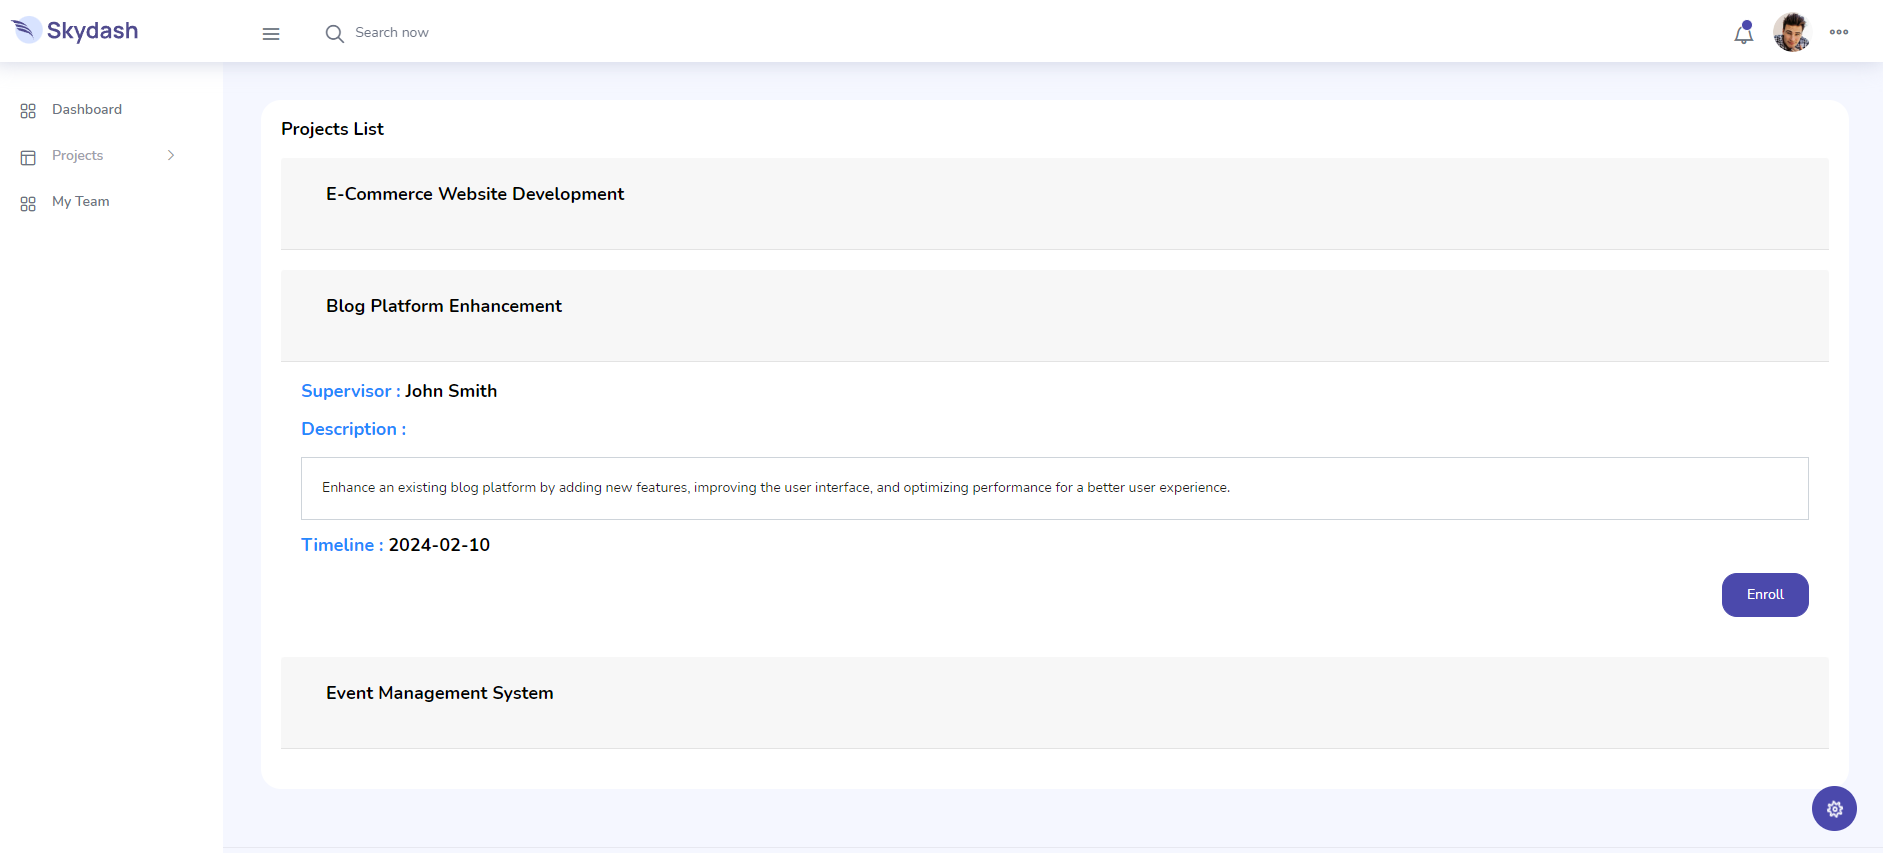 Skydash
Search now
Dashboard
Projects
My Team
Projects List
E-Commerce Website Development
Blog Platform Enhancement
Supervisor : John Smith
Description :
Enhance an existing blog platform by adding new features, improving the user interface, and optimizing performance for a better user experience.
Timeline : 2024-02-10
Enroll
Event Management System